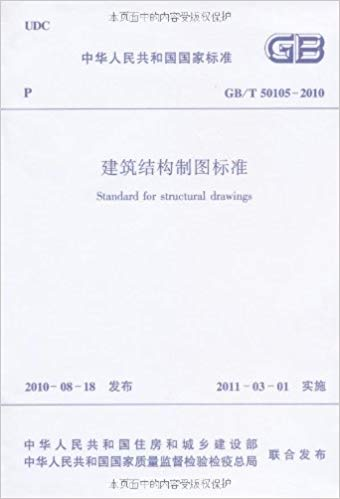 本页面中的内容受版权保护
UDC
中华人民共和国国家标准
GB
P
GB/T 50105-2010
建筑结构制图标准
Standard for structural drawings
2010-08-18 发布
2011-03-01 实施
中华人民共和国住房和城乡建设部
中华人民共和国国家质量监督检验检疫总局
联合发布
本页面中的内容受版权保护